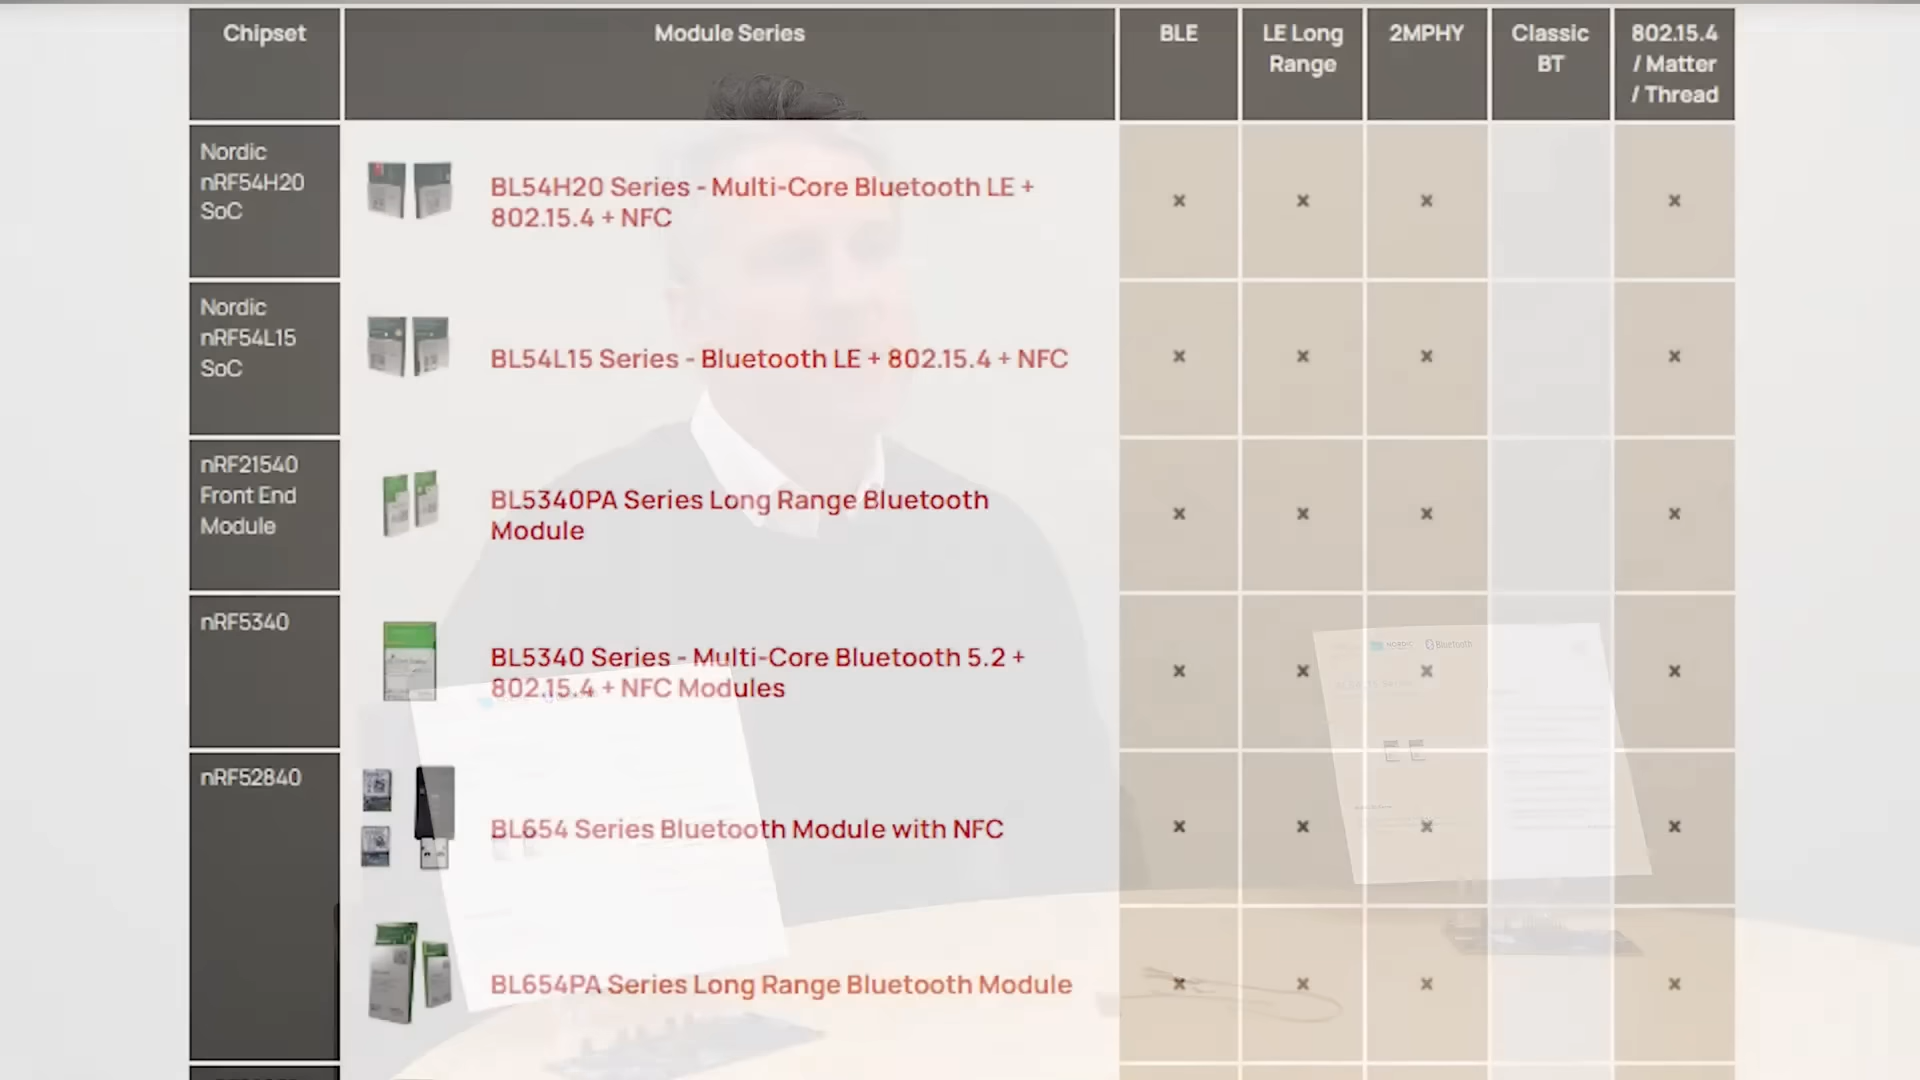 Chipset
Module Series
BLE
LE Long
Range
2MPHY
Classic
BT
802.15.4
/ Matter
/ Thread
Nordic
nRF54H20
SoC
BL54H20 Series - Multi-Core Bluetooth LE +
802.15.4 + NFC
× × × ×
Nordic
nRF54L15
SoC
BL54L15 Series - Bluetooth LE + 802.15.4 + NFC
× × × ×
nRF21540
Front End
Module
BL5340PA Series Long Range Bluetooth
Module
× × × ×
nRF5340
BL5340 Series - Multi-Core Bluetooth 5.2 +
802.15.4 + NFC Modules
× × × ×
NORDIC
Bluetooth
nRF52840
BL654 Series Bluetooth Module with NFC
× × × ×
BL654PA Series Long Range Bluetooth Module
× × × ×